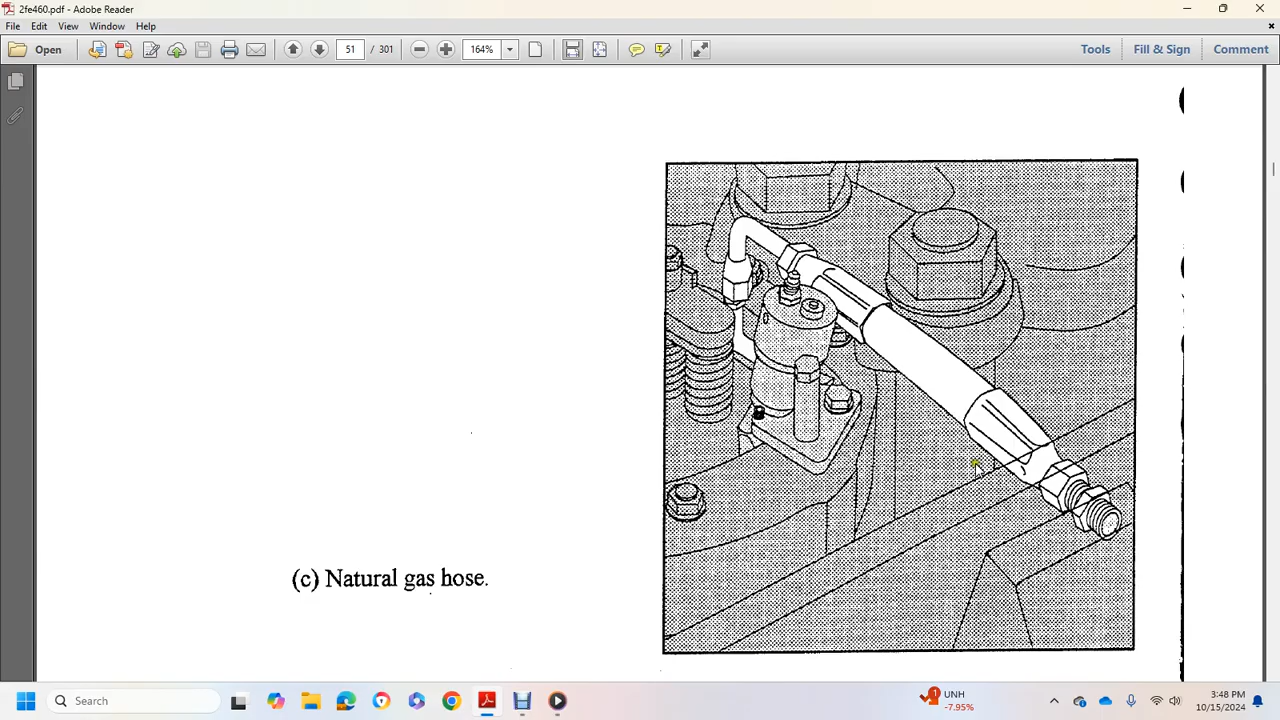 2fe460.pdf - Adobe Reader
File Edit View Window Help
Open 51 / 301 164% Tools Fill & Sign Comment
(c) Natural gas hose.
Search
1
UNH
-7.95%
3:48 PM
10/15/2024